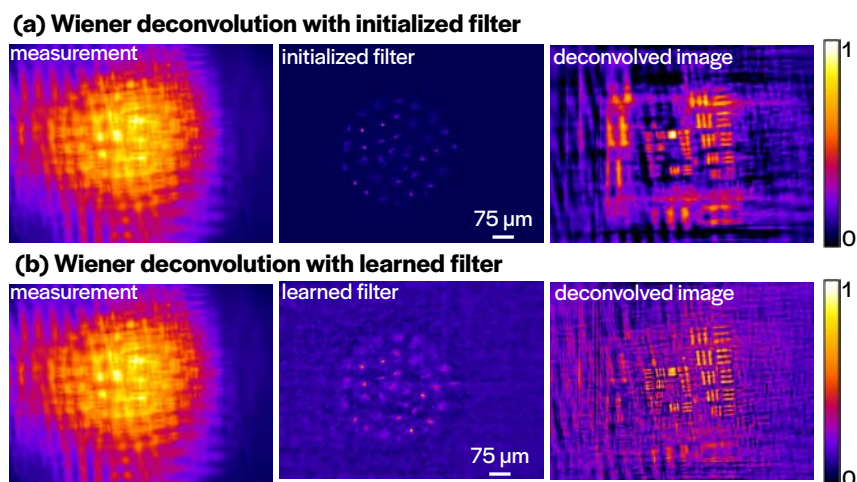 (a) Wiener deconvolution with initialized filter
measurement
initialized filter
deconvolved image
1
75 µm
0
(b) Wiener deconvolution with learned filter
measurement
learned filter
deconvolved image
1
75 µm
0